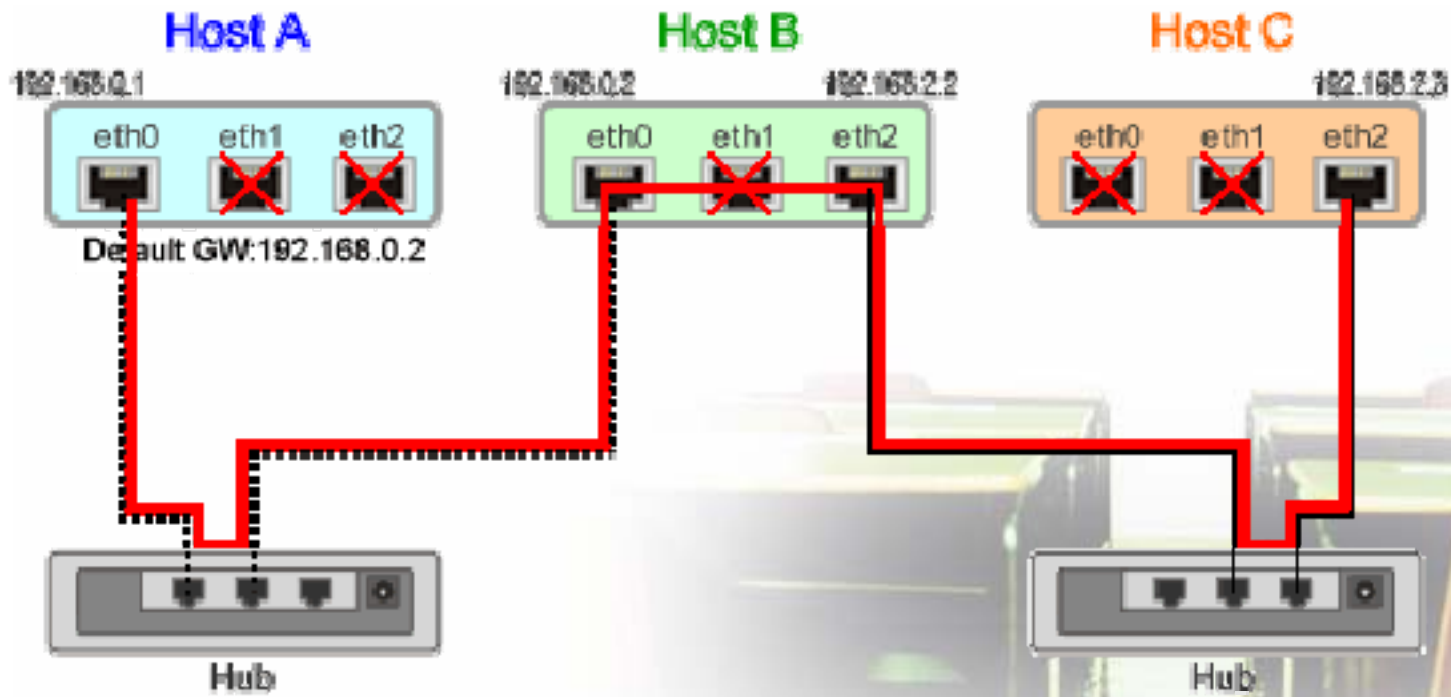 Host A
Host B
Host C
192.168.0.1
192.168.0.2
192.168.2.2
192.168.2.3
eth0
eth1
eth2
eth0
eth1
eth2
eth0
eth1
eth2
Default GW:192.168.0.2
Hub
Hub